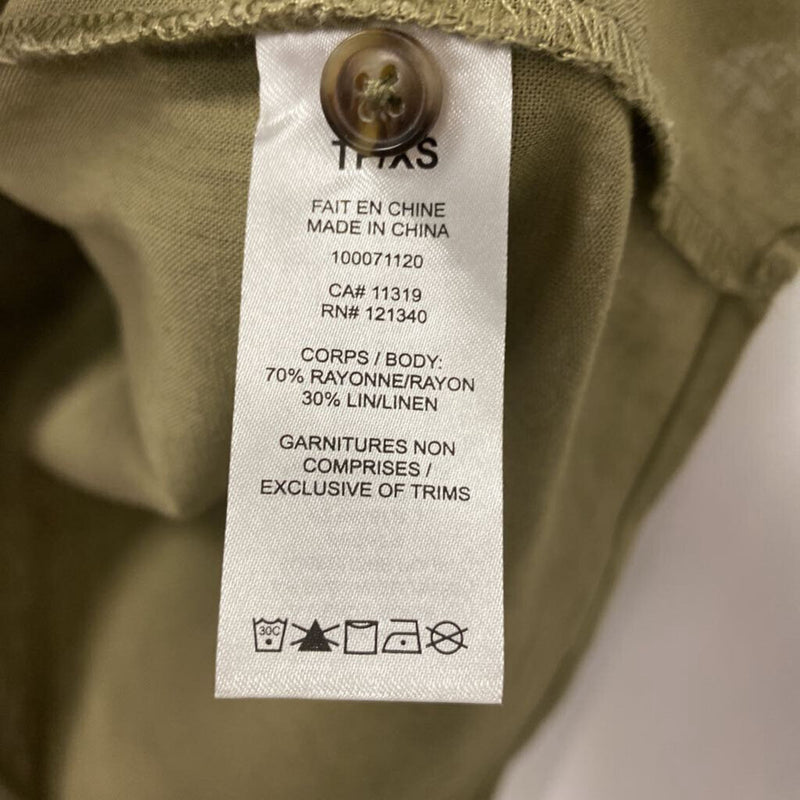 FAIT EN CHINE
MADE IN CHINA
100071120
CA# 11319
RN# 121340
CORPS / BODY:
70% RAYONNE/RAYON
30% LIN/LINEN
GARNITURES NON
COMPRISES /
EXCLUSIVE OF TRIMS
30C